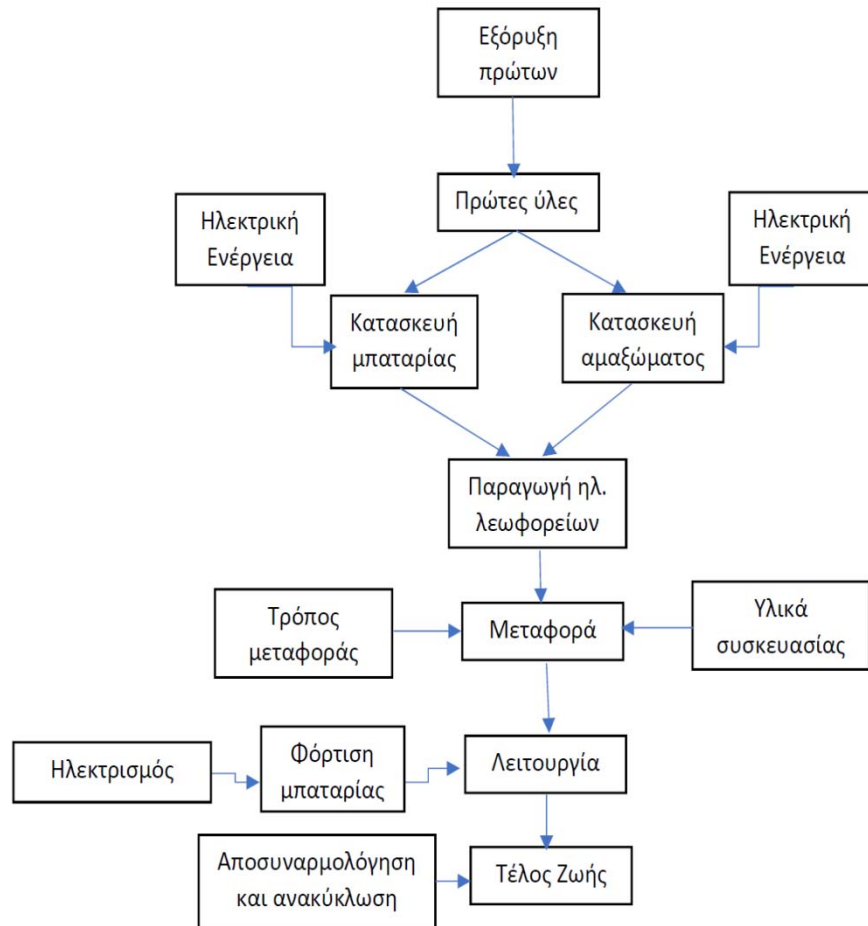 Εξόρυξη
πρώτων
Πρώτες ύλες
Ηλεκτρική
Ενέργεια
Ηλεκτρική
Ενέργεια
Κατασκευή
μπαταρίας
Κατασκευή
αμαξώματος
Παραγωγή ηλ.
λεωφορείων
Τρόπος
μεταφοράς
Μεταφορά
Υλικά
συσκευασίας
Ηλεκτρισμός
Φόρτιση
μπαταρίας
Λειτουργία
Αποσυναρμολόγηση
και ανακύκλωση
Τέλος Ζωής